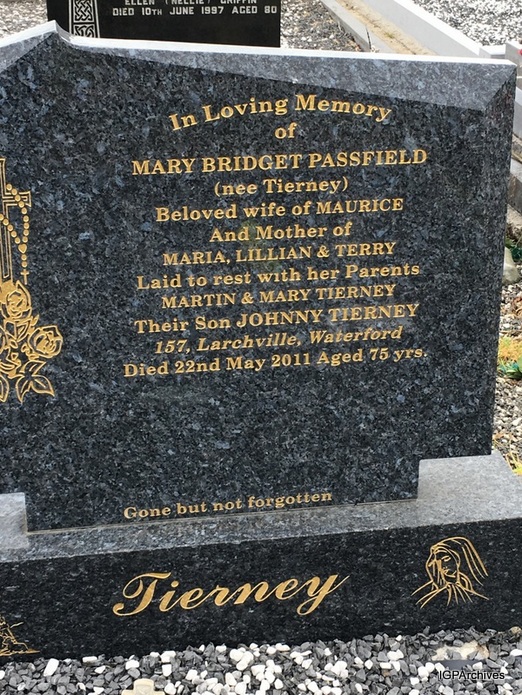 ELLEN (NELLIE) GRIFFIN
DIED 10TH JUNE 1997 AGED 80
In Loving Memory
of
MARY BRIDGET PASSFIELD
(nee Tierney)
Beloved wife of MAURICE
And Mother of
MARIA, LILLIAN & TERRY
Laid to rest with her Parents
MARTIN & MARY TIERNEY
Their Son JOHNNY TIERNEY
157, Larchville, Waterford
Died 22nd May 2011 Aged 75 yrs.
Gone but not forgotten
Tierney
IGPArchives